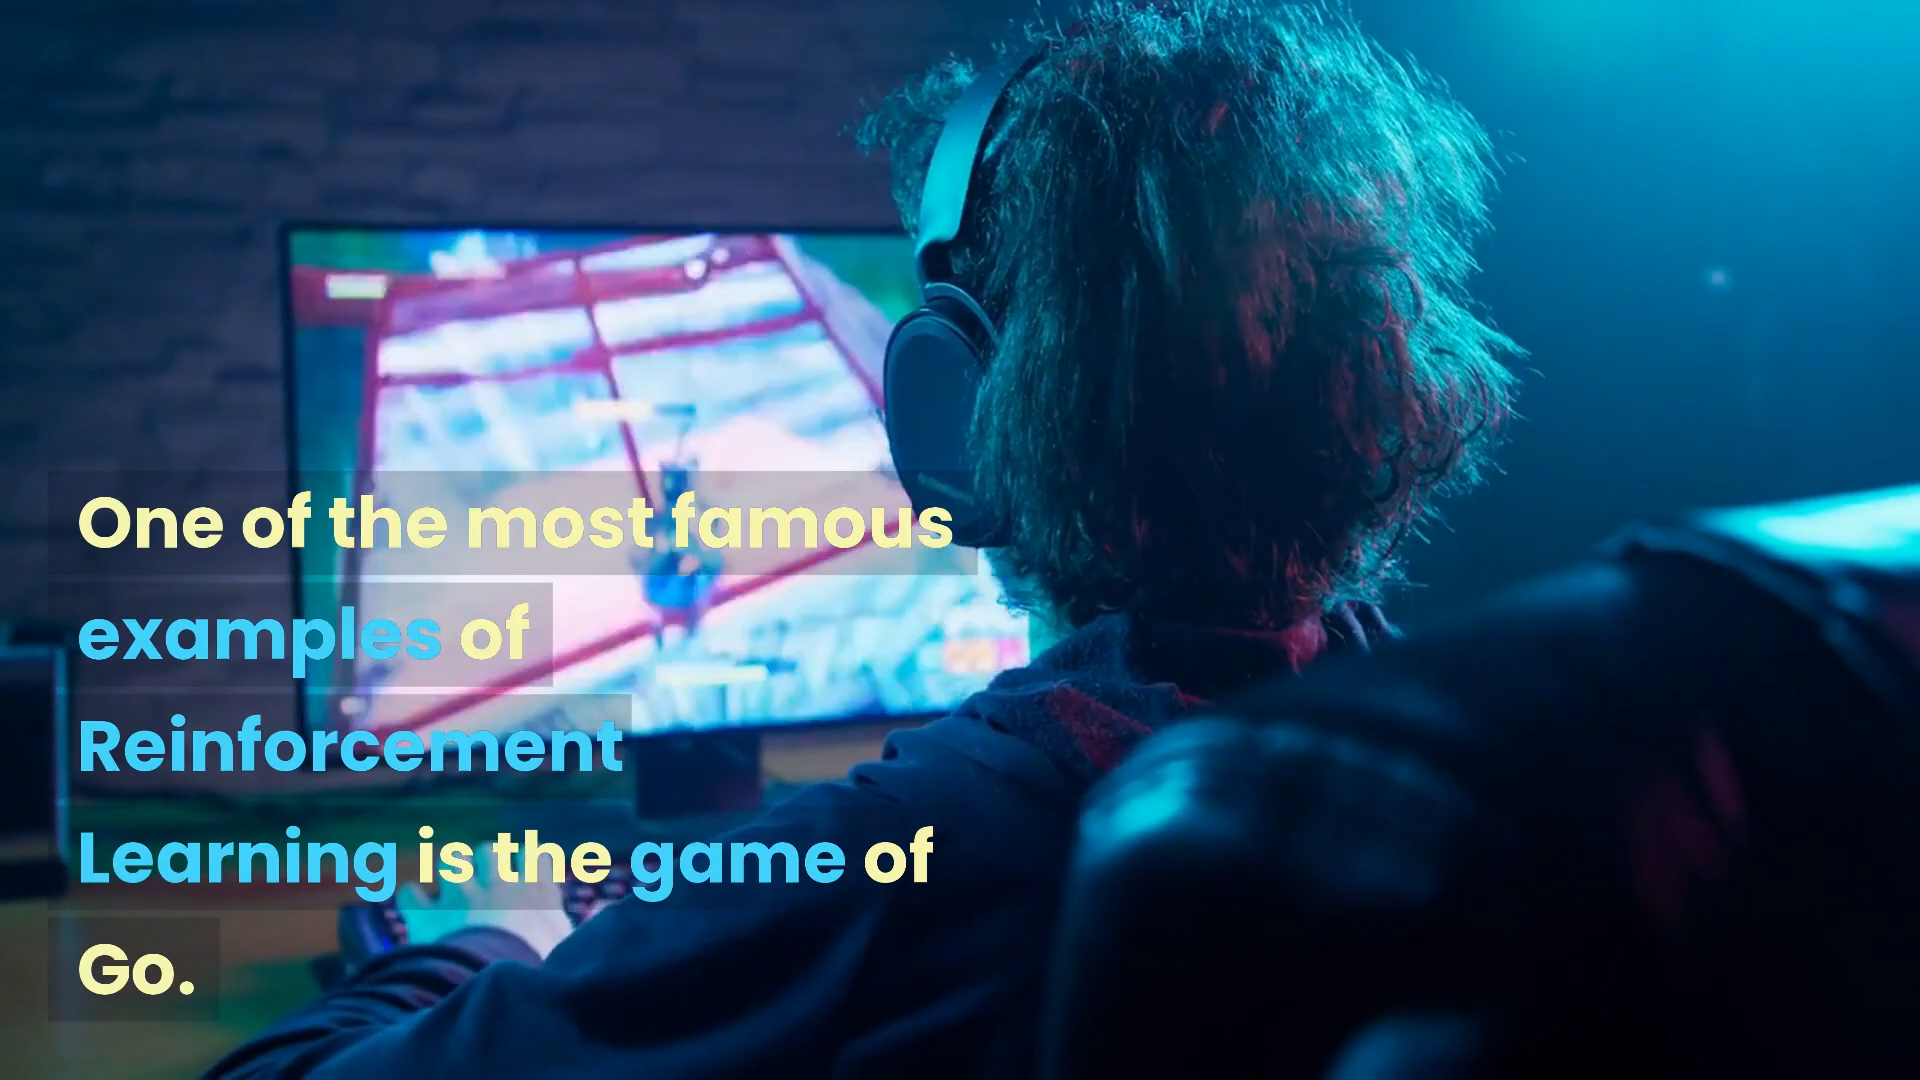 One of the most famous
examples of
Reinforcement
Learning is the game of
Go.